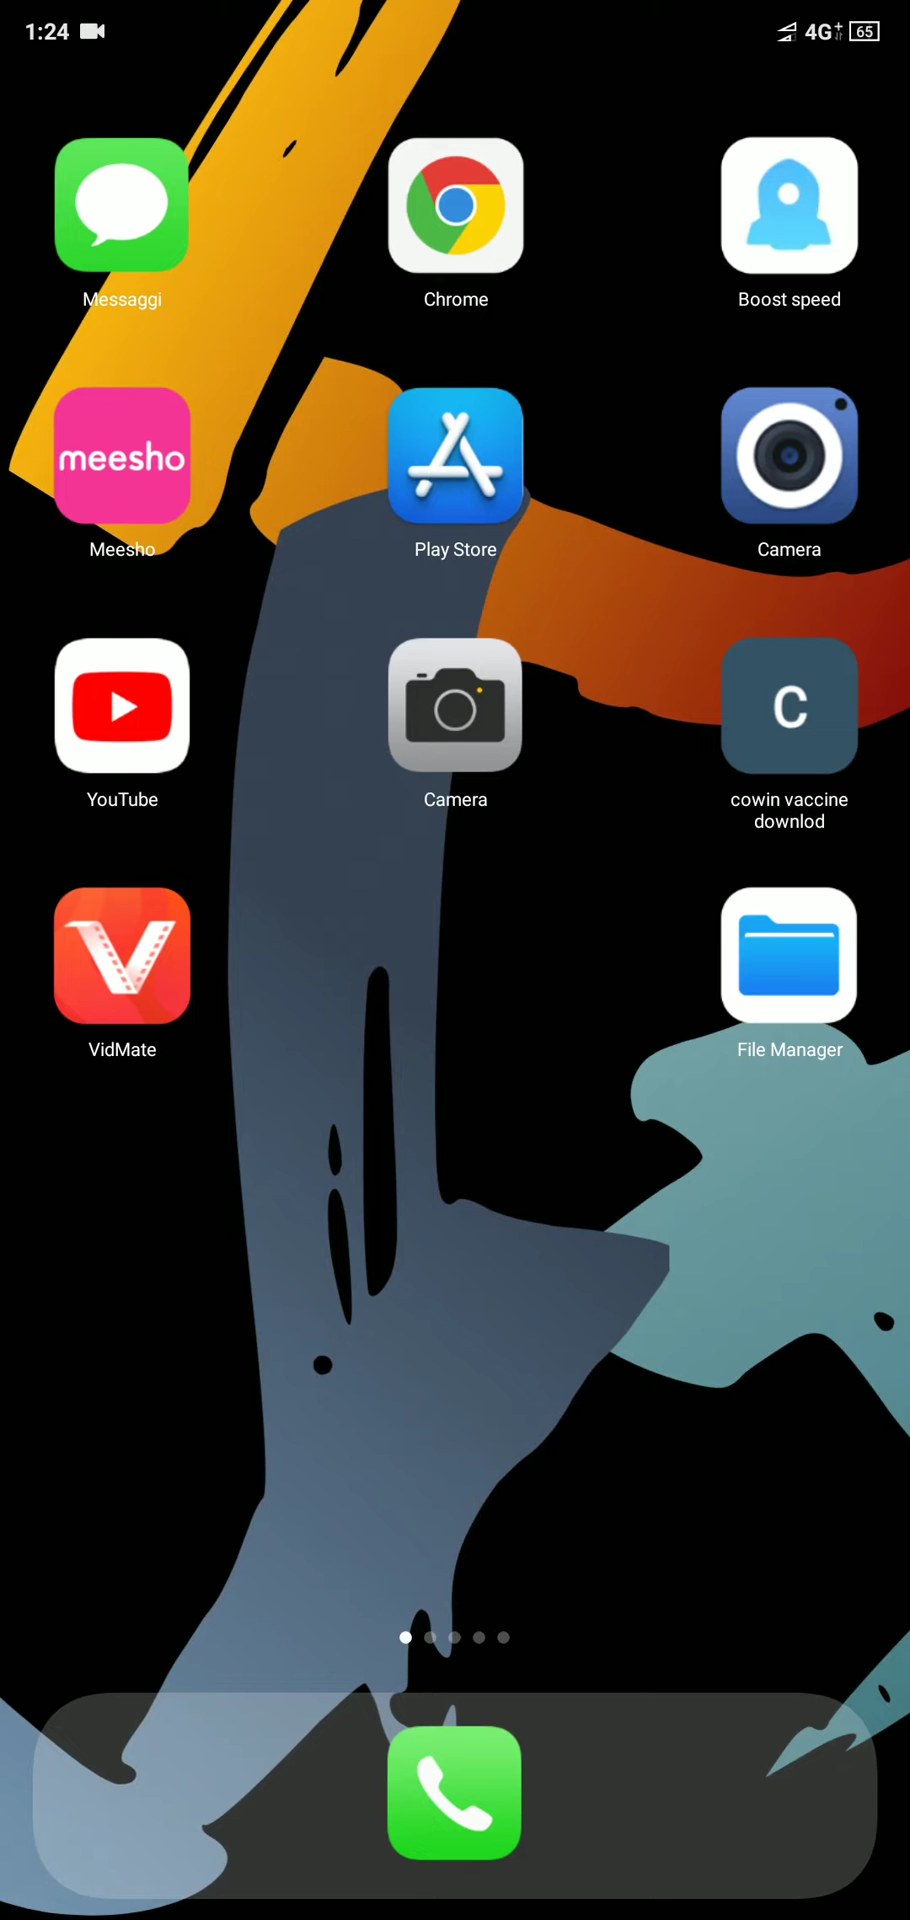 1:24
4G+ 65
Messaggi
Chrome
Boost speed
meesho
Meesho
Play Store
Camera
YouTube
Camera
C
cowin vaccine
downlod
VidMate
File Manager